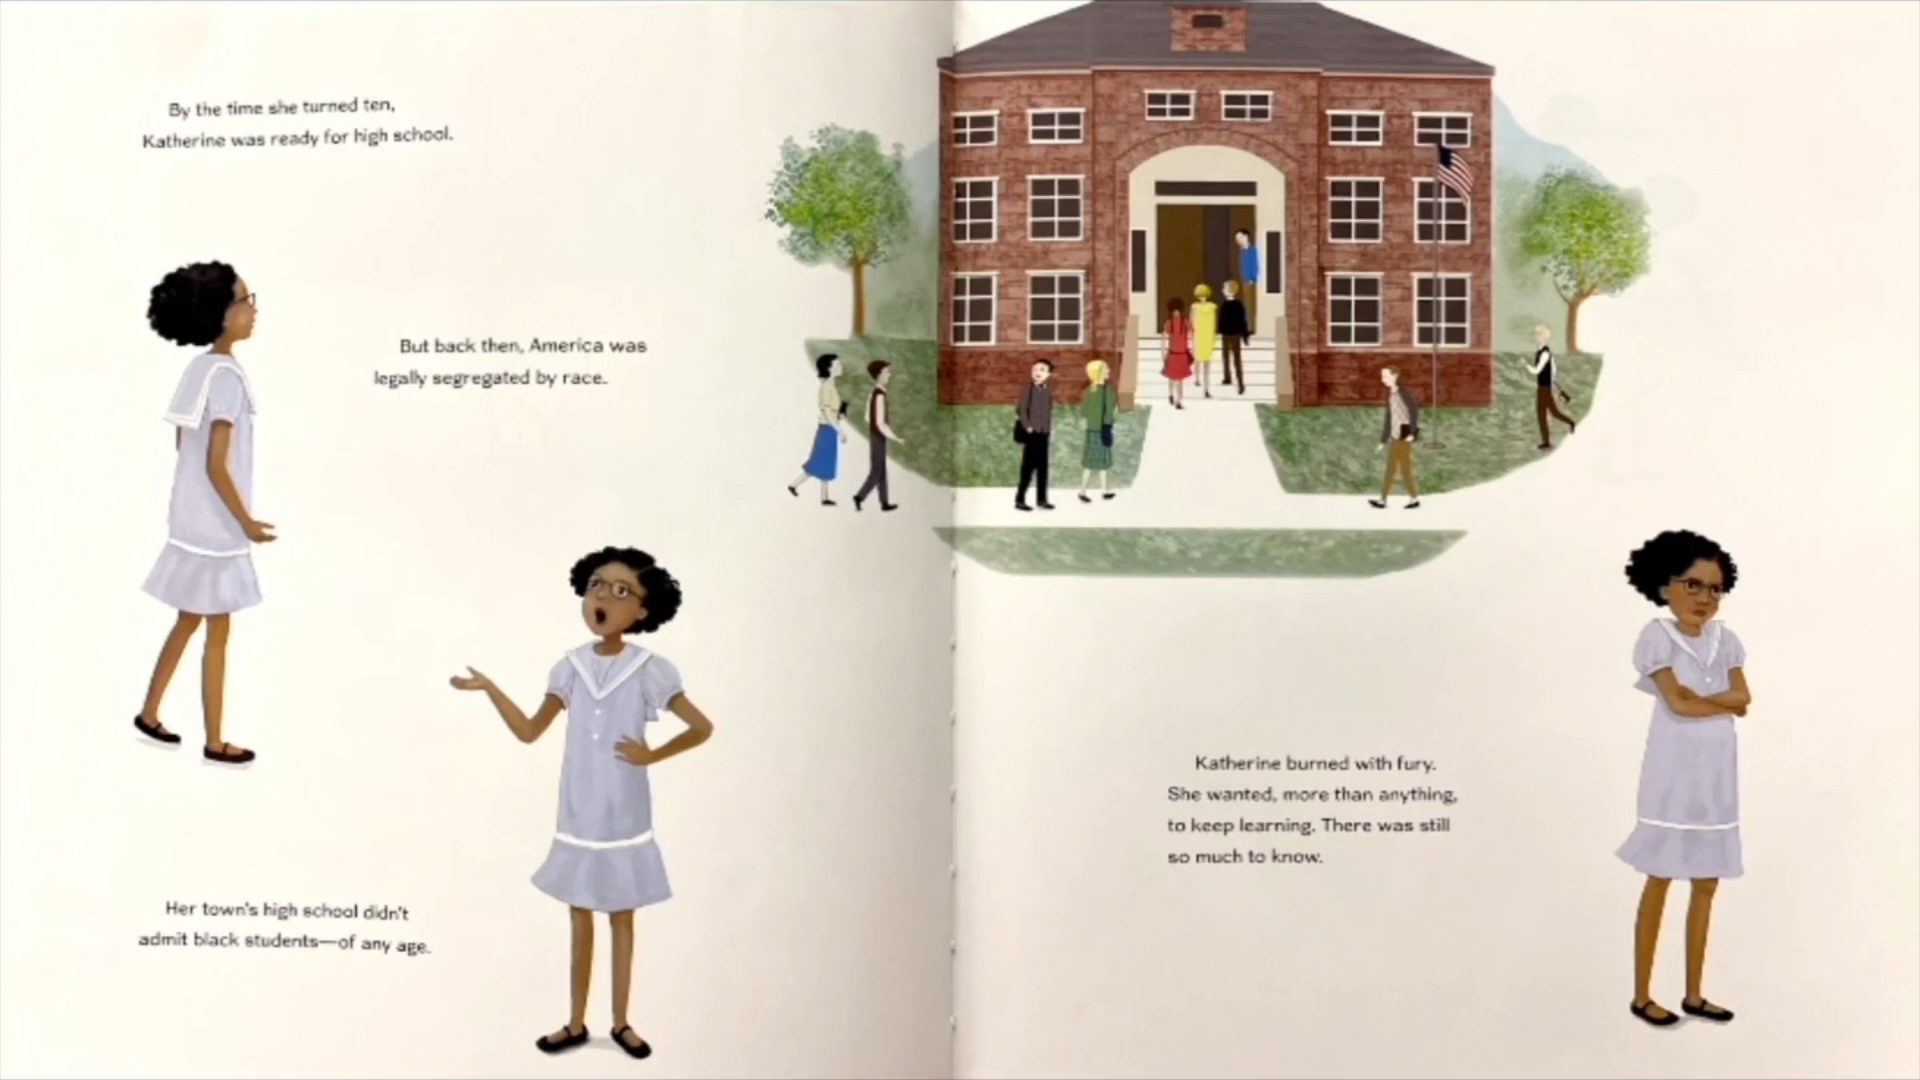 By the time she turned ten,
Katherine was ready for high school.
But back then, America was
legally segregated by race.
Her town's high school didn't
admit black students—of any age.
Katherine burned with fury.
She wanted, more than anything,
to keep learning. There was still
so much to know.